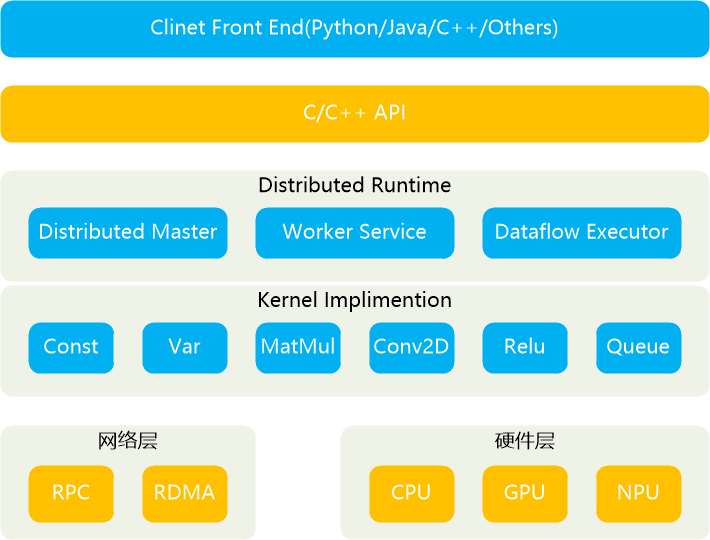 Clinet Front End(Python/Java/C++/Others)
C/C++ API
Distributed Runtime
Distributed Master
Worker Service
Dataflow Executor
Kernel Implimention
Const
Var
MatMul
Conv2D
Relu
Queue
网络层
RPC
RDMA
硬件层
CPU
GPU
NPU